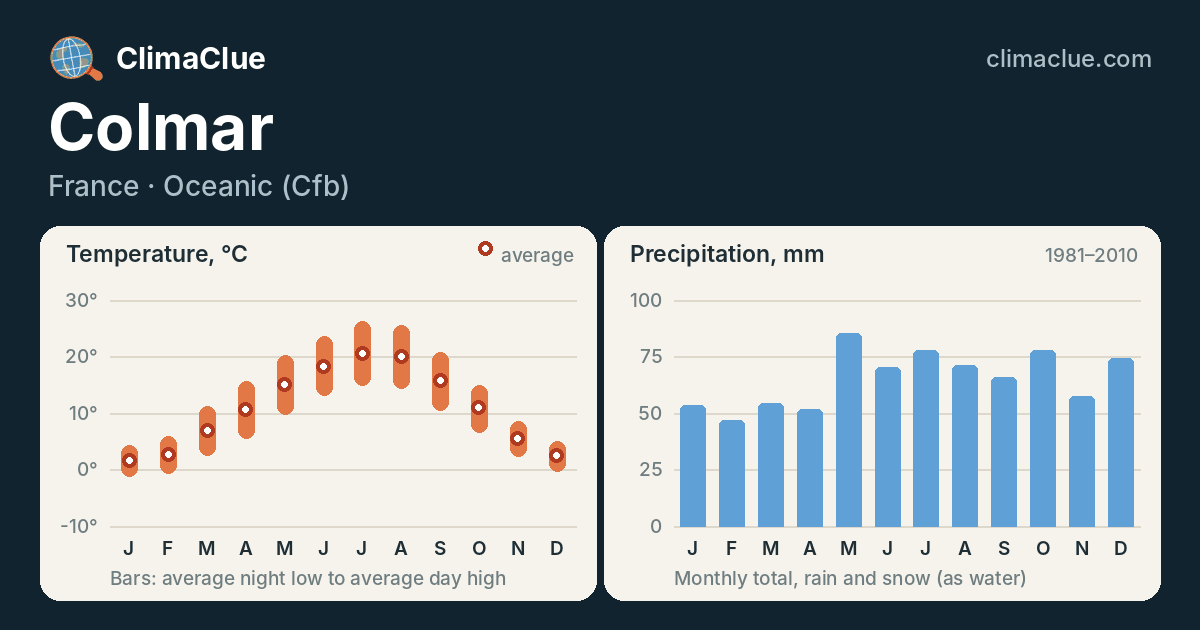 ClimaClue
climaclue.com
Colmar
France · Oceanic (Cfb)
Temperature, °C
average
30°
20°
10°
0°
-10°
J F M A M J J A S O N D
Bars: average night low to average day high
Precipitation, mm
1981–2010
100
75
50
25
0
J F M A M J J A S O N D
Monthly total, rain and snow (as water)